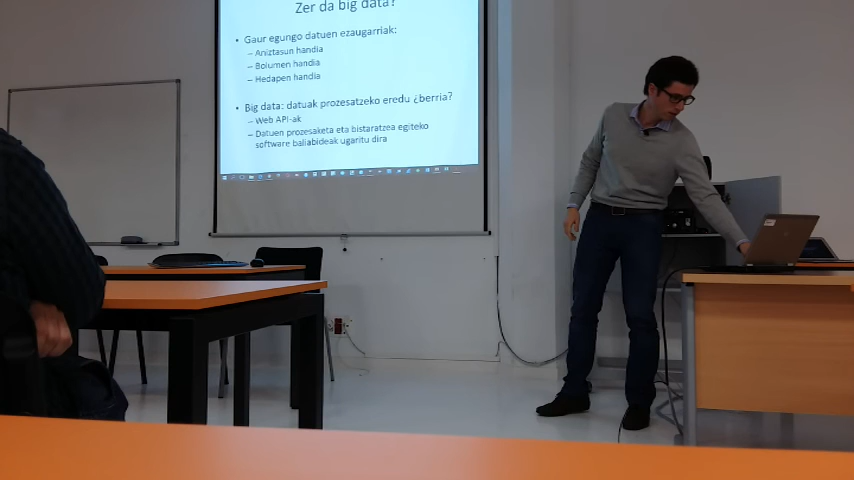 Zer da big data?
• Gaur egungo datuen ezaugarriak:
– Aniztasun handia
– Bolumen handia
– Hedapen handia
• Big data: datuak prozesatzeko eredu ¿berria?
– Web API-ak
– Datuen prozesaketa eta bistaratzea egiteko
software baliabideak ugaritu dira